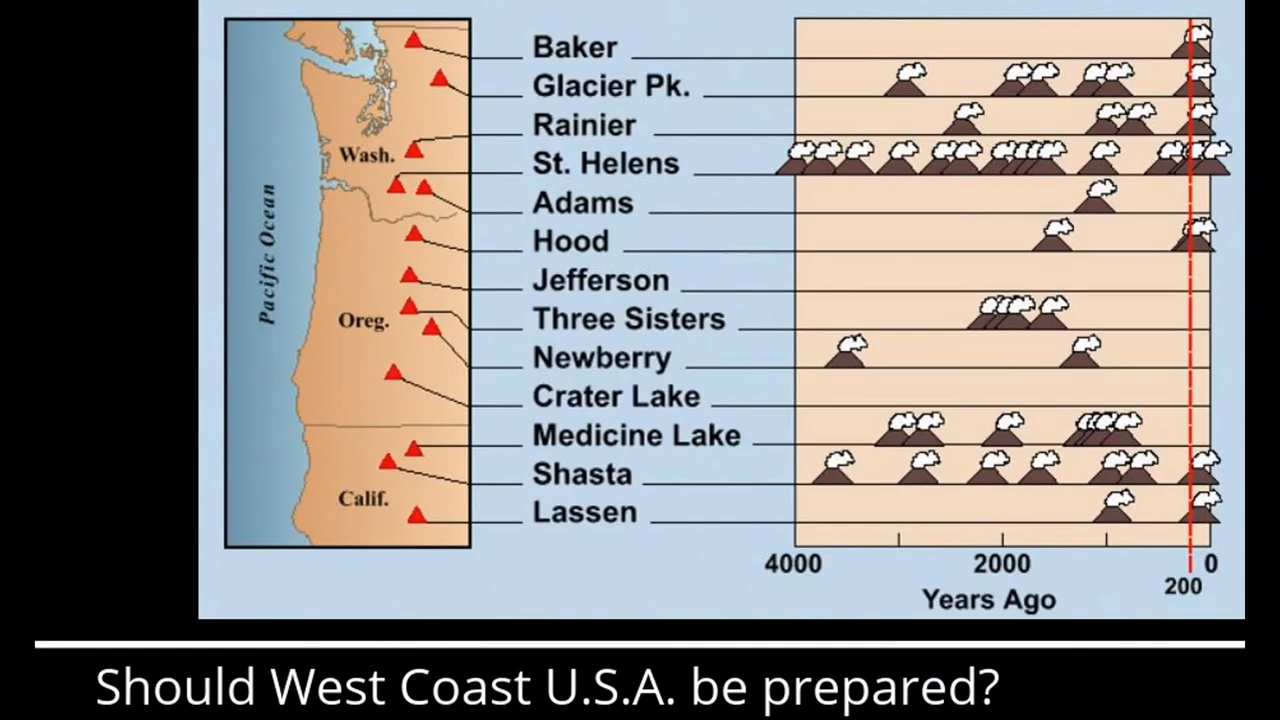 Baker
Glacier Pk.
Rainier
Wash.
St. Helens
Adams
Pacific Ocean
Hood
Jefferson
Oreg.
Three Sisters
Newberry
Crater Lake
Medicine Lake
Shasta
Calif.
Lassen
4000 2000 0
200
Years Ago
Should West Coast U.S.A. be prepared?